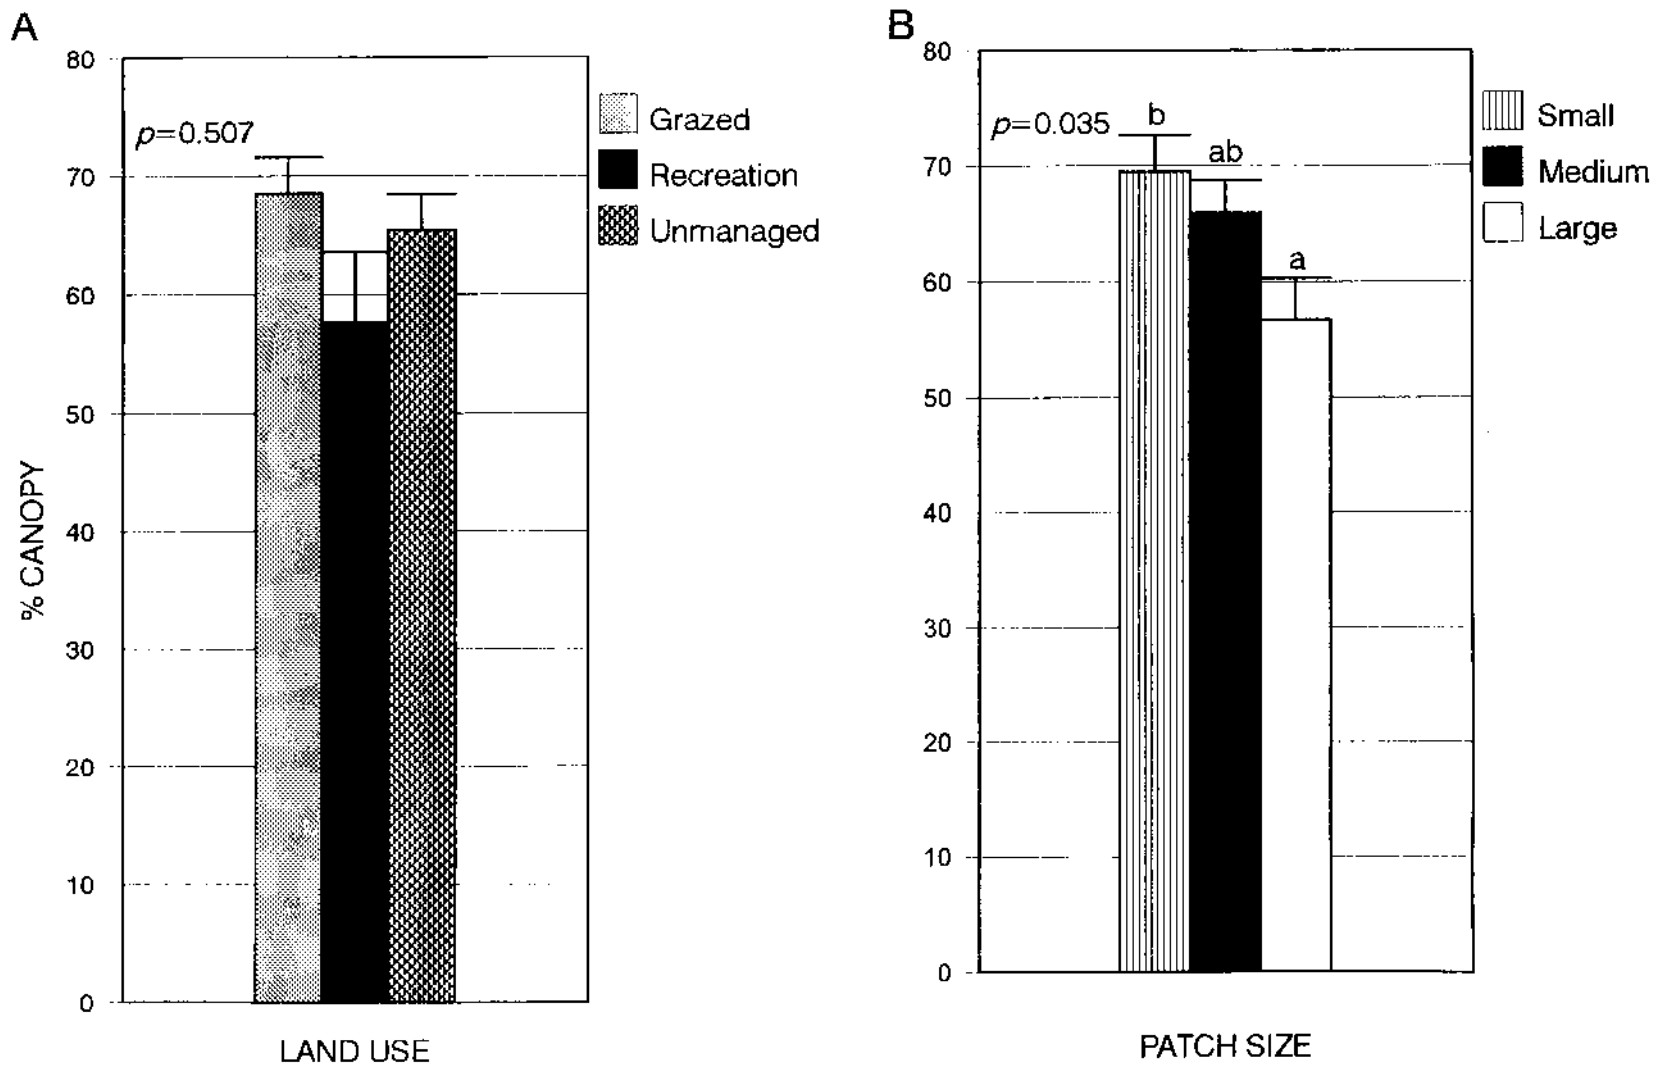 A
80
70
60
50
40
30
20
10
0
% CANOPY
p=0.507
Grazed
Recreation
Unmanaged
LAND USE
B
80
70
60
50
40
30
20
10
0
p=0.035
b
ab
a
Small
Medium
Large
PATCH SIZE